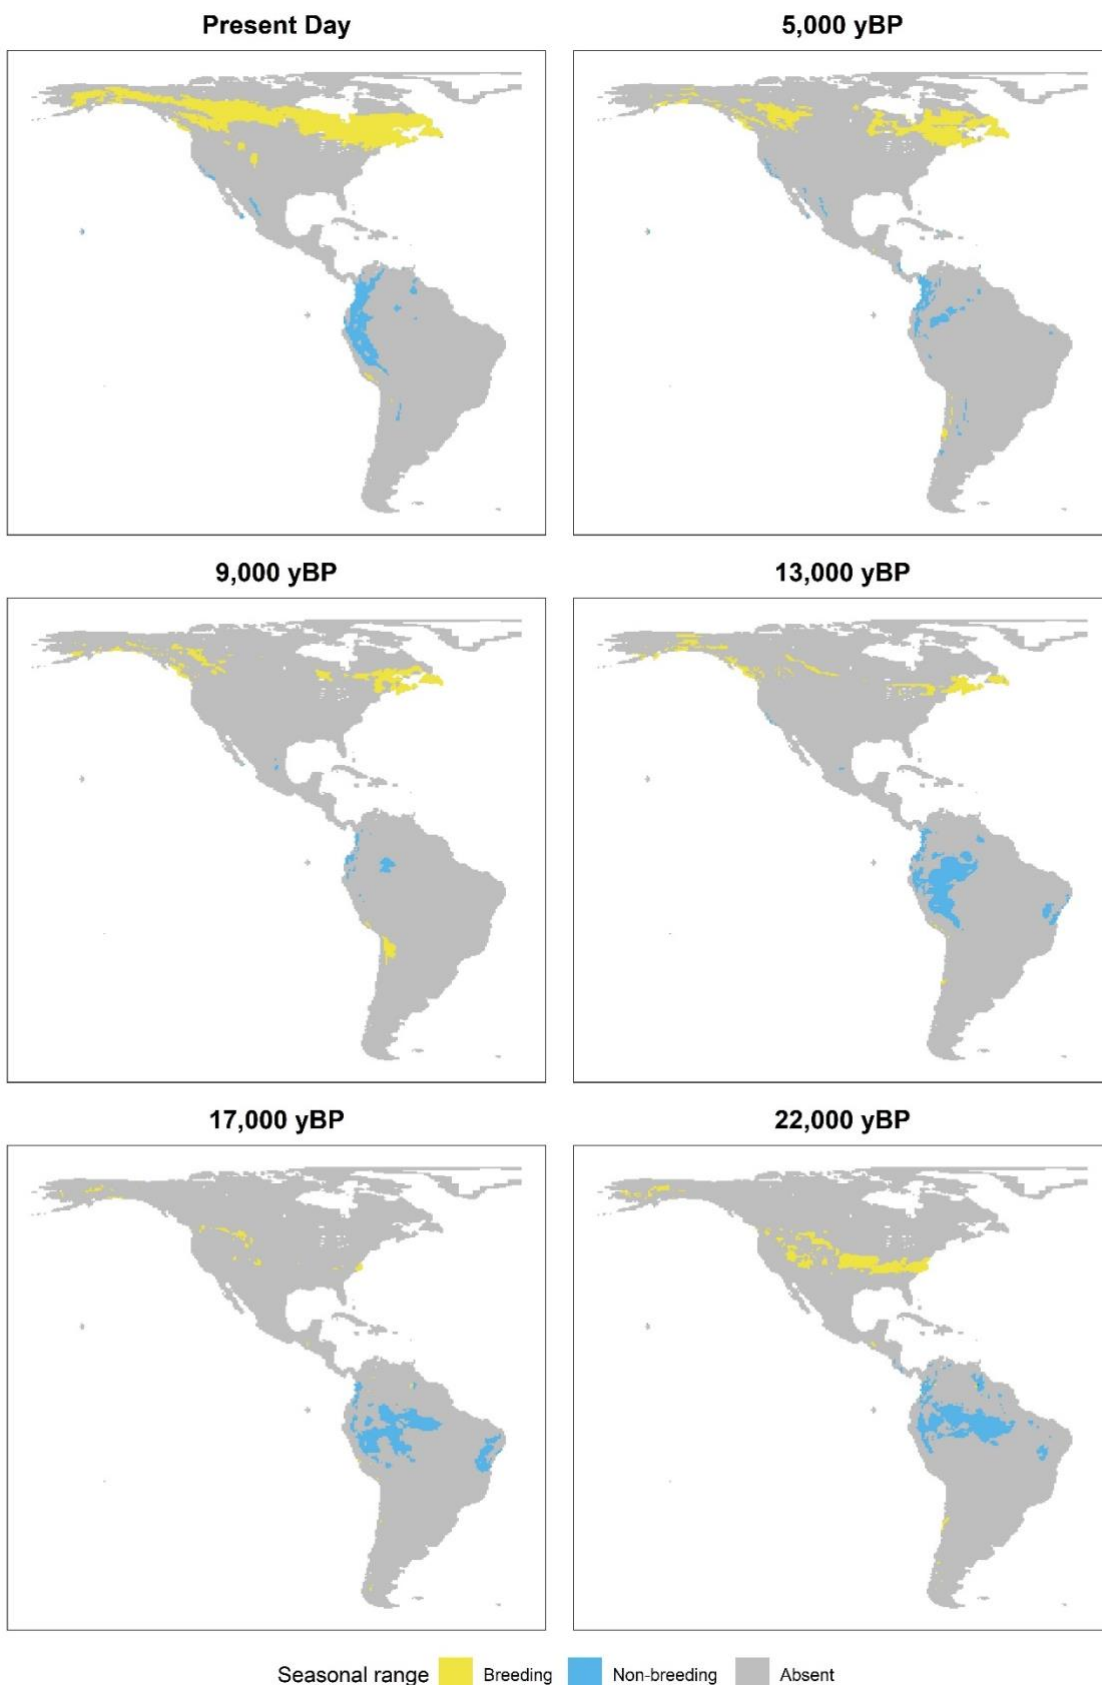 Present Day
5,000 yBP
9,000 yBP
13,000 yBP
17,000 yBP
22,000 yBP
Seasonal range Breeding Non-breeding Absent